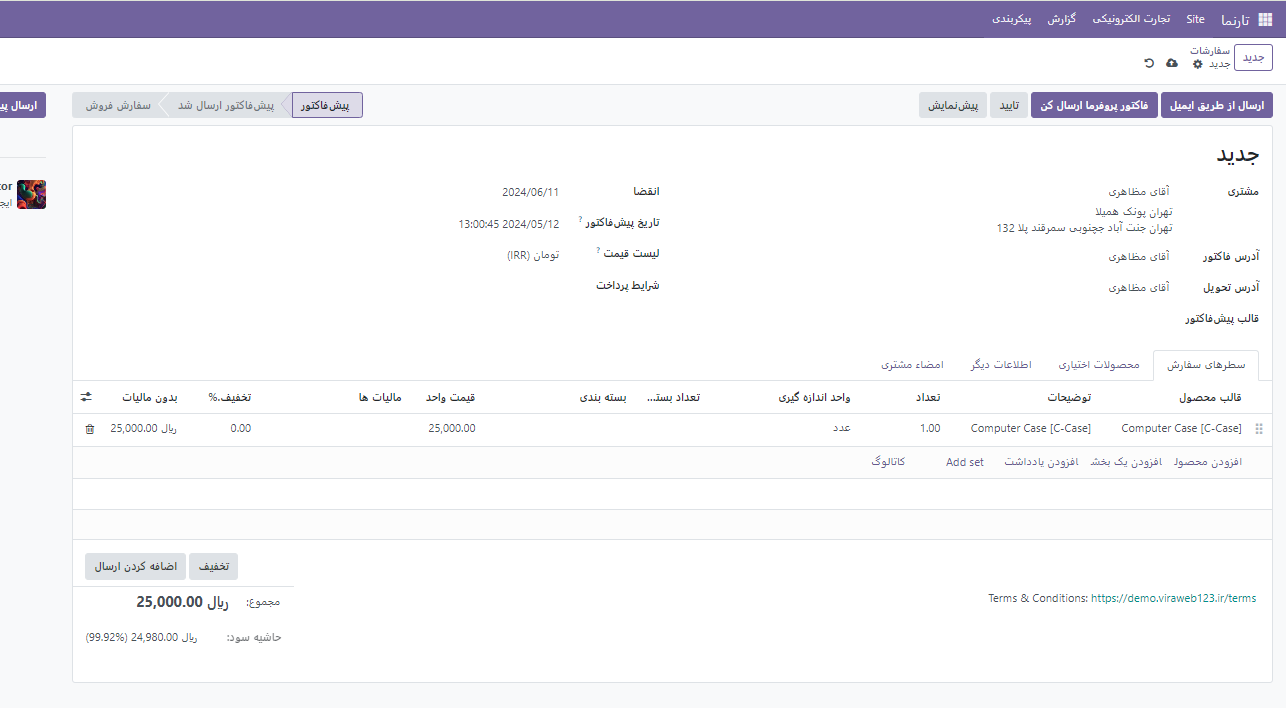 تارنما Site تجارت الکترونیکی گزارش پیکربندی
جدید
سفارشات
جدید
ارسال از طریق ایمیل فاکتور پروفرما ارسال کن تایید پیش‌نمایش
پیش‌فاکتور پیش‌فاکتور ارسال شد سفارش فروش
جدید
مشتری آقای مظاهری
تهران پونک همیلا
تهران جنت آباد جچنوبی سمرقند پلا 132
آدرس فاکتور آقای مظاهری
آدرس تحویل آقای مظاهری
قالب پیش‌فاکتور
انقضا 2024/06/11
تاریخ پیش‌فاکتور ? 2024/05/12 13:00:45
لیست قیمت ? تومان (IRR)
شرایط پرداخت
سطرهای سفارش محصولات اختیاری اطلاعات دیگر امضاء مشتری
قالب محصول توضیحات تعداد واحد اندازه گیری تعداد بست... بسته بندی قیمت واحد مالیات ها تخفیف.% بدون مالیات
Computer Case [C-Case] Computer Case [C-Case] 1.00 عدد 25,000.00 0.00 ریال 25,000.00
افزودن محصول افزودن یک بخش افزودن یادداشت Add set کاتالوگ
تخفیف اضافه کردن ارسال
مجموع: ریال 25,000.00
حاشیه سود: ریال 24,980.00 (99.92%)
Terms & Conditions: https://demo.viraweb123.ir/terms
ارسال